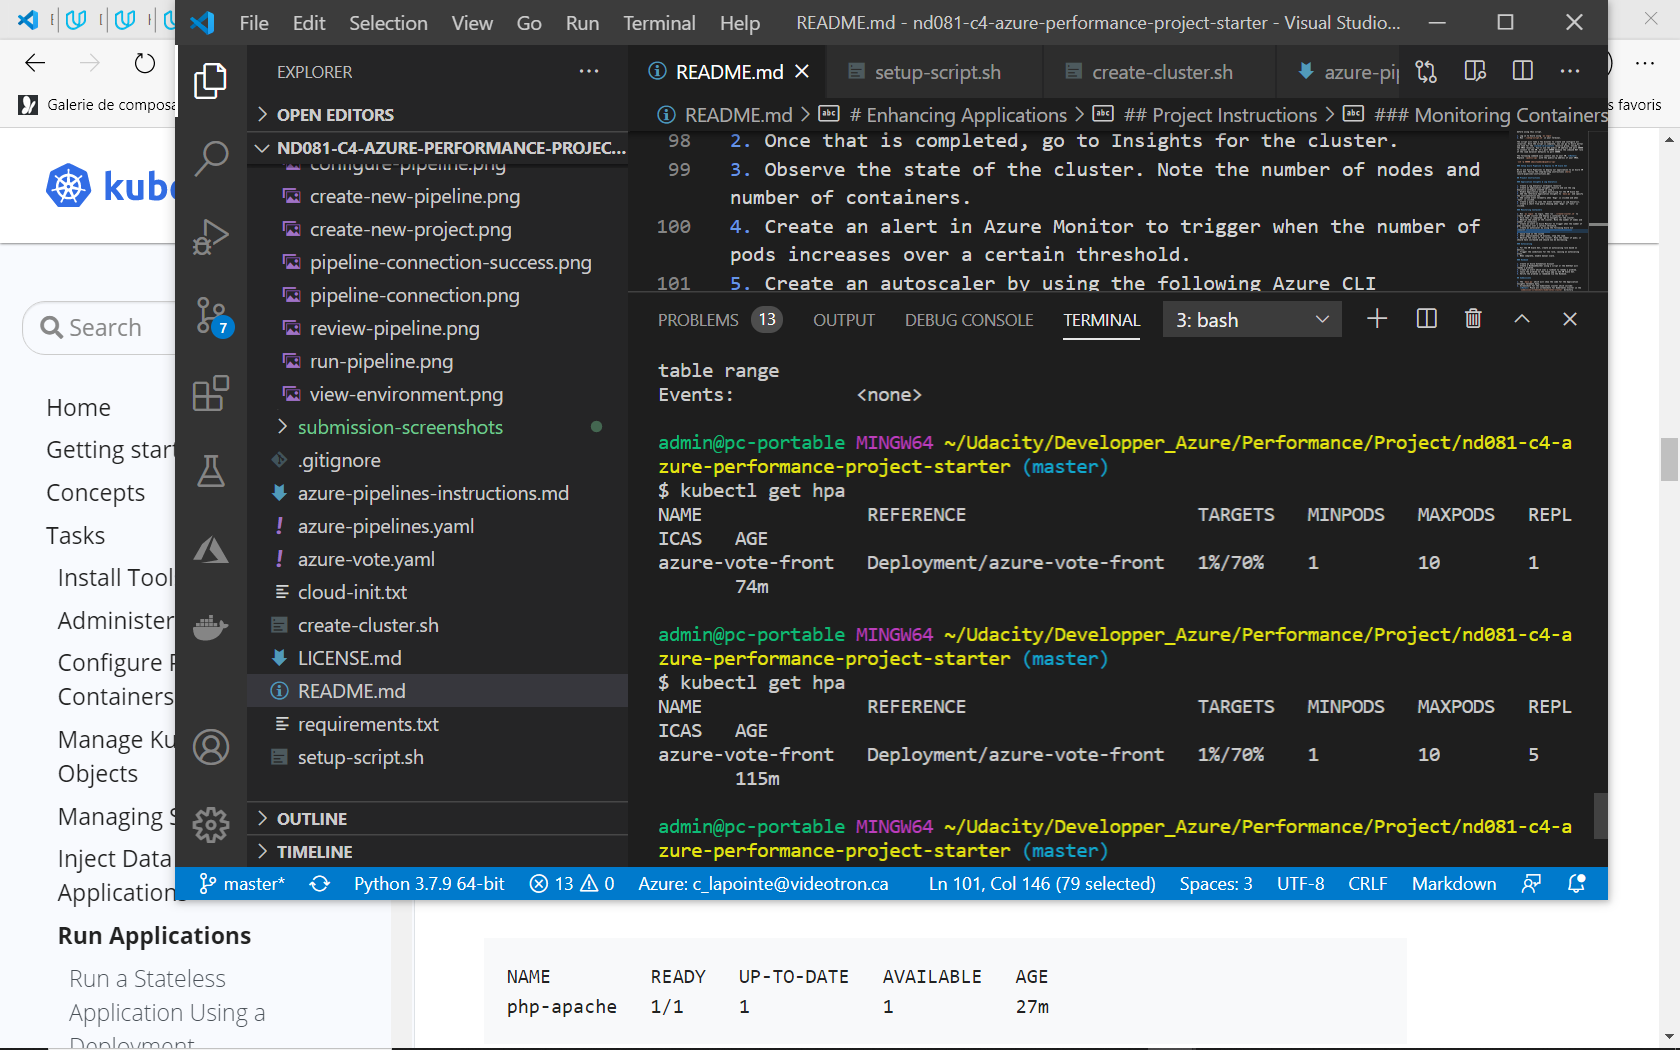 File Edit Selection View Go Run Terminal Help README.md - nd081-c4-azure-performance-project-starter - Visual Studio...
Galerie de composa
s favoris
kube
Search
Home
Getting start
Concepts
Tasks
Install Tool
Administer
Configure P
Containers
Manage Ku
Objects
Managing S
Inject Data
Applications
Run Applications
Run a Stateless
Application Using a
Deployment
EXPLORER
OPEN EDITORS
ND081-C4-AZURE-PERFORMANCE-PROJEC...
configure-pipeline.png
create-new-pipeline.png
create-new-project.png
pipeline-connection-success.png
pipeline-connection.png
review-pipeline.png
run-pipeline.png
view-environment.png
submission-screenshots
.gitignore
azure-pipelines-instructions.md
azure-pipelines.yaml
azure-vote.yaml
cloud-init.txt
create-cluster.sh
LICENSE.md
README.md
requirements.txt
setup-script.sh
OUTLINE
TIMELINE
7
README.md setup-script.sh create-cluster.sh azure-pip
README.md > # Enhancing Applications > ## Project Instructions > ### Monitoring Containers
98 2. Once that is completed, go to Insights for the cluster.
99 3. Observe the state of the cluster. Note the number of nodes and
number of containers.
100 4. Create an alert in Azure Monitor to trigger when the number of
pods increases over a certain threshold.
101 5. Create an autoscaler by using the following Azure CLI
PROBLEMS 13 OUTPUT DEBUG CONSOLE TERMINAL 3: bash
table range
Events: <none>
admin@pc-portable MINGW64 ~/Udacity/Developper_Azure/Performance/Project/nd081-c4-a
zure-performance-project-starter (master)
$ kubectl get hpa
NAME REFERENCE TARGETS MINPODS MAXPODS REPL
ICAS AGE
azure-vote-front Deployment/azure-vote-front 1%/70% 1 10 1
74m
admin@pc-portable MINGW64 ~/Udacity/Developper_Azure/Performance/Project/nd081-c4-a
zure-performance-project-starter (master)
$ kubectl get hpa
NAME REFERENCE TARGETS MINPODS MAXPODS REPL
ICAS AGE
azure-vote-front Deployment/azure-vote-front 1%/70% 1 10 5
115m
admin@pc-portable MINGW64 ~/Udacity/Developper_Azure/Performance/Project/nd081-c4-a
zure-performance-project-starter (master)
master* Python 3.7.9 64-bit 13 0 Azure: c_lapointe@videotron.ca Ln 101, Col 146 (79 selected) Spaces: 3 UTF-8 CRLF Markdown
NAME READY UP-TO-DATE AVAILABLE AGE
php-apache 1/1 1 1 27m